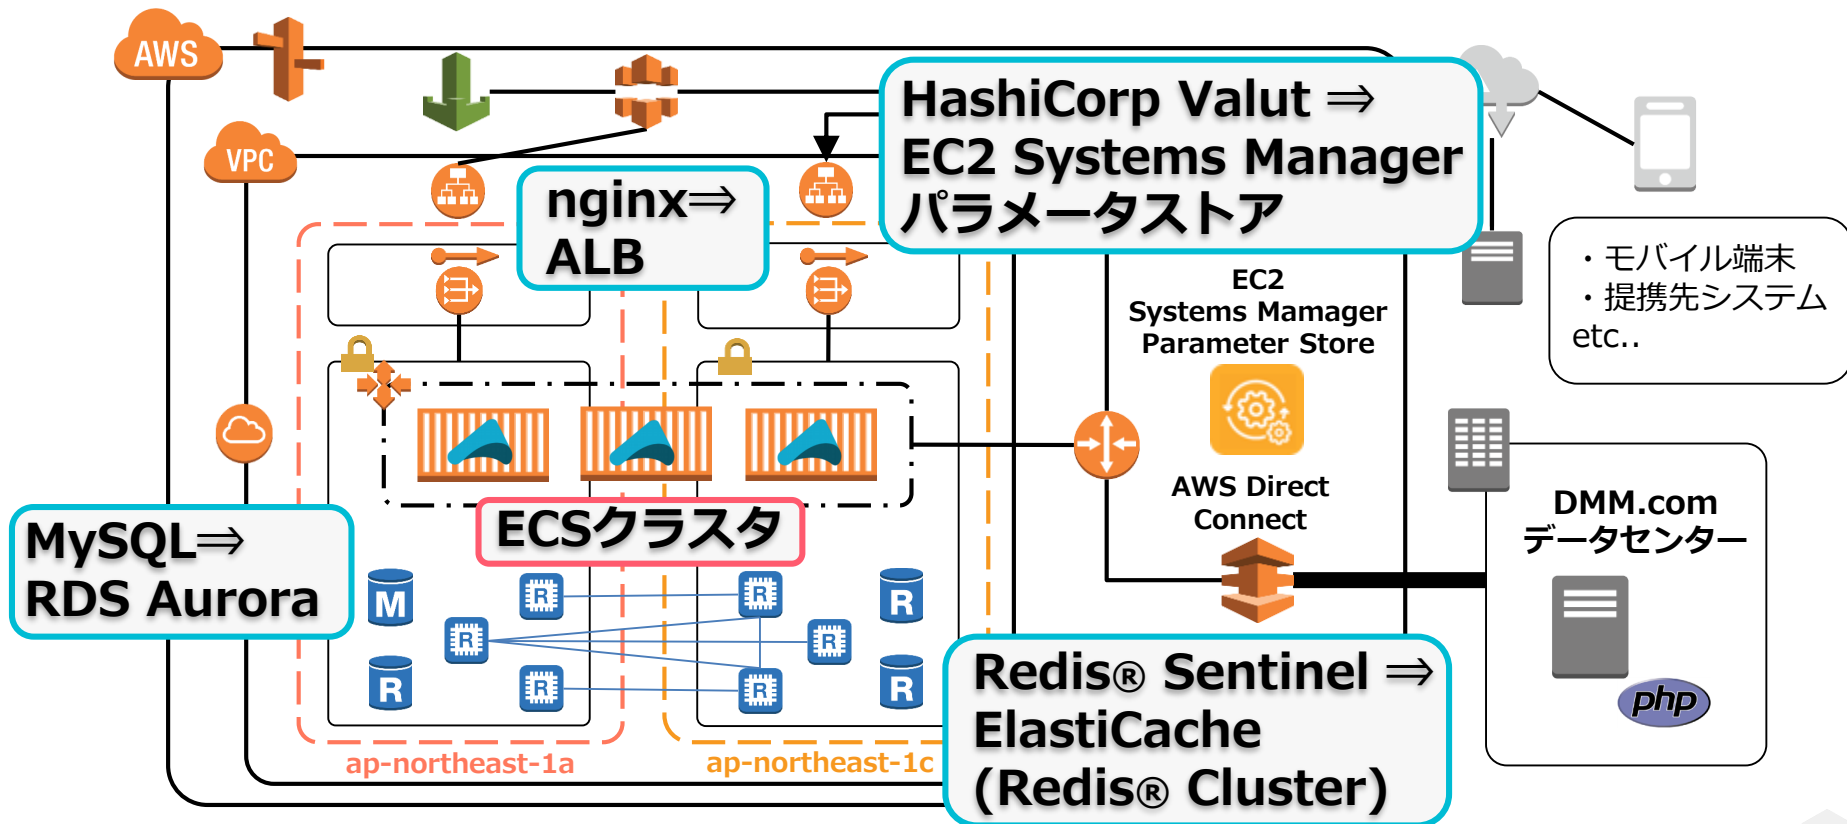 AWS
VPC
HashiCorp Valut ⇒
EC2 Systems Manager
パラメータストア
nginx⇒
ALB
・モバイル端末
・提携先システム
etc..
EC2
Systems Mamager
Parameter Store
AWS Direct
Connect
DMM.com
データセンター
php
ECSクラスタ
MySQL⇒
RDS Aurora
M
R
R
R
R
R
R
R
R
R
Redis® Sentinel ⇒
ElastiCache
(Redis® Cluster)
ap-northeast-1a
ap-northeast-1c